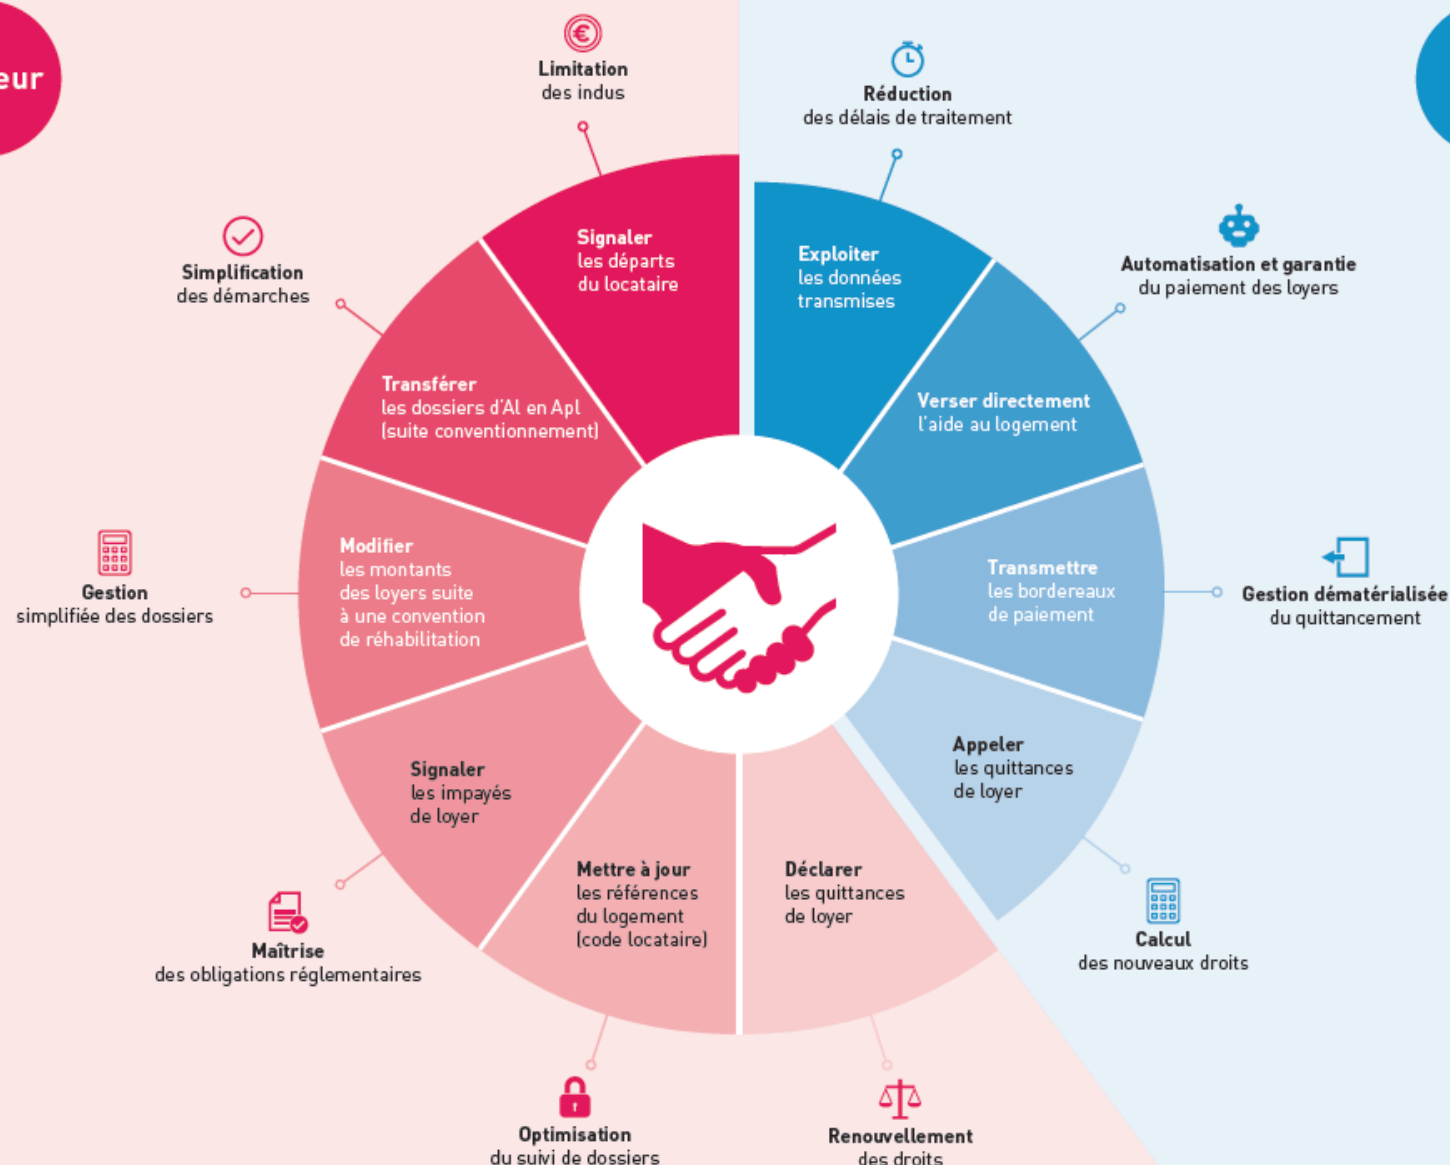 eur
Limitation
des indus
Réduction
des délais de traitement
Simplification
des démarches
Automatisation et garantie
du paiement des loyers
Signaler
les départs
du locataire
Exploiter
les données
transmises
Transférer
les dossiers d'Al en Apl
(suite conventionnement)
Verser directement
l'aide au logement
Gestion
simplifiée des dossiers
Modifier
les montants
des loyers suite
à une convention
de réhabilitation
Transmettre
les bordereaux
de paiement
Gestion dématérialisée
du quittancement
Signaler
les impayés
de loyer
Appeler
les quittances
de loyer
Mettre à jour
les références
du logement
(code locataire)
Déclarer
les quittances
de loyer
Maîtrise
des obligations réglementaires
Calcul
des nouveaux droits
Optimisation
du suivi de dossiers
Renouvellement
des droits